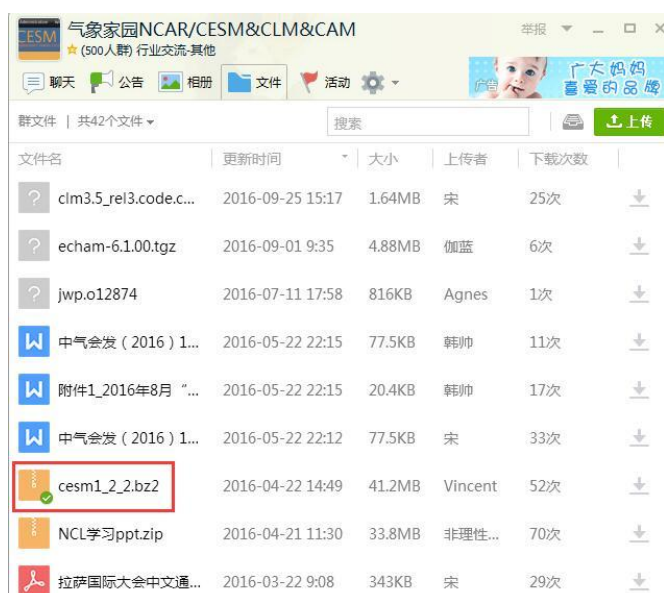 CESM
气象家园NCAR/CESM&CLM&CAM
举报
(500人群) 行业交流-其他
聊天 公告 相册 文件 活动
广告
广大妈妈
喜爱的品牌
群文件 | 共42个文件
搜索
上传
文件名 更新时间 大小 上传者 下载次数
clm3.5_rel3.code.c... 2016-09-25 15:17 1.64MB 宋 25次
echam-6.1.00.tgz 2016-09-01 9:35 4.88MB 伽蓝 6次
jwp.o12874 2016-07-11 17:58 816KB Agnes 1次
中气会发（2016）1... 2016-05-22 22:15 77.5KB 韩帅 11次
附件1_2016年8月“... 2016-05-22 22:15 20.4KB 韩帅 17次
中气会发（2016）1... 2016-05-22 22:12 77.5KB 宋 33次
cesm1_2_2.bz2 2016-04-22 14:49 41.2MB Vincent 52次
NCL学习ppt.zip 2016-04-21 11:30 33.8MB 非理性... 70次
拉萨国际大会中文通... 2016-03-22 9:08 343KB 宋 29次